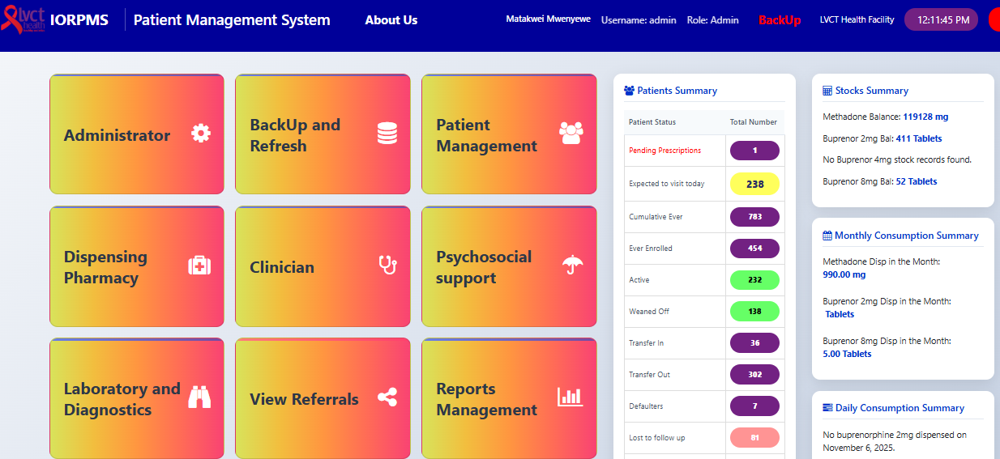 lvct
health
IORPMS
Patient Management System
About Us
Matakwei Mwenyewe
Username: admin
Role: Admin
BackUp
LVCT Health Facility
12:11:45 PM
Administrator
BackUp and
Refresh
Patient
Management
Dispensing
Pharmacy
Clinician
Psychosocial
support
Laboratory and
Diagnostics
View Referrals
Reports
Management
Patients Summary
Patient Status Total Number
Pending Prescriptions 1
Expected to visit today 238
Cumulative Ever 783
Ever Enrolled 454
Active 232
Weaned Off 138
Transfer In 36
Transfer Out 302
Defaulters 7
Lost to follow up 81
Stocks Summary
Methadone Balance: 119128 mg
Buprenor 2mg Bal: 411 Tablets
No Buprenor 4mg stock records found.
Buprenor 8mg Bal: 52 Tablets
Monthly Consumption Summary
Methadone Disp in the Month:
990.00 mg
Buprenor 2mg Disp in the Month:
Tablets
Buprenor 8mg Disp in the Month:
5.00 Tablets
Daily Consumption Summary
No buprenorphine 2mg dispensed on
November 6, 2025.